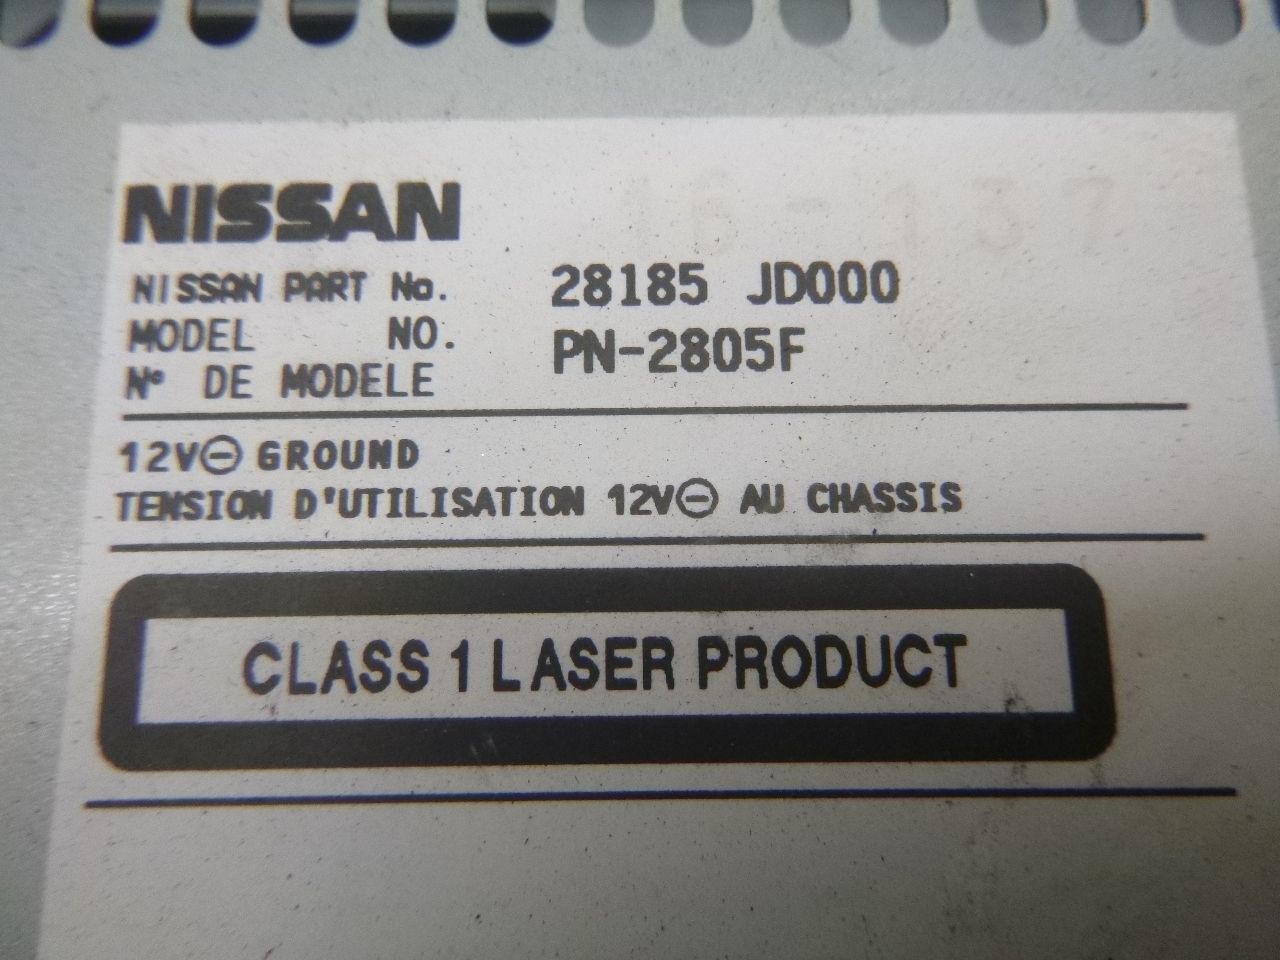 NISSAN
NISSAN PART No. 28185 JD000
MODEL NO. PN-2805F
N° DE MODELE
12V⊖ GROUND
TENSION D'UTILISATION 12V⊖ AU CHASSIS
CLASS 1 LASER PRODUCT